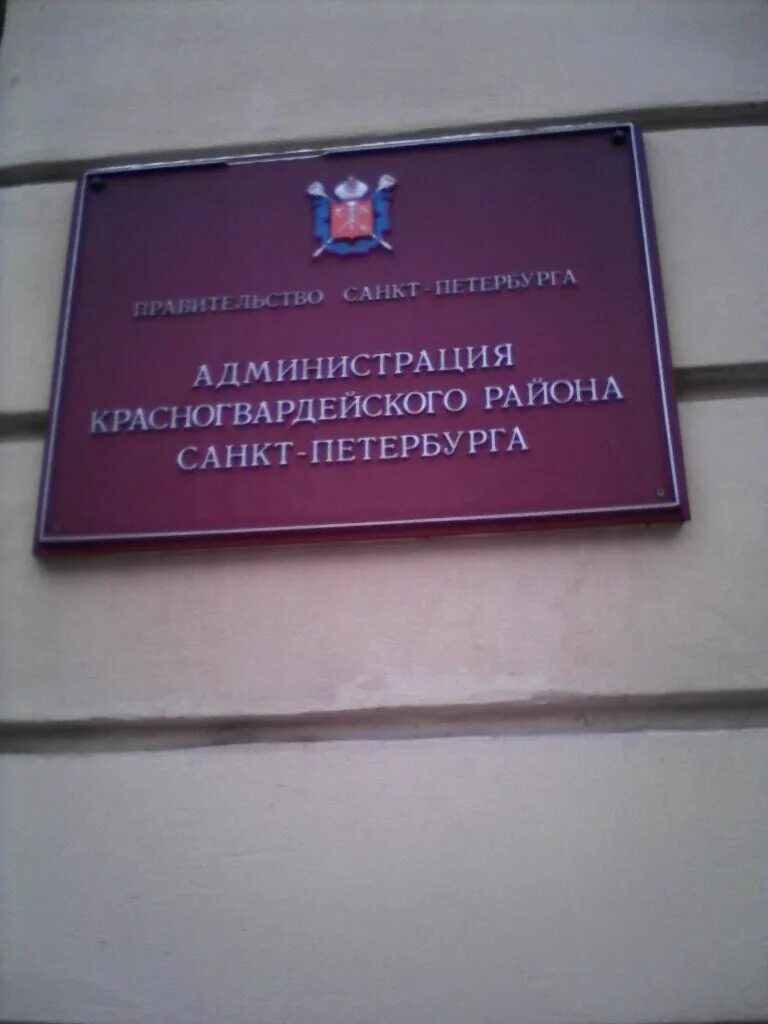 ПРАВИТЕЛЬСТВО САНКТ-ПЕТЕРБУРГА
АДМИНИСТРАЦИЯ
КРАСНОГВАРДЕЙСКОГО РАЙОНА
САНКТ-ПЕТЕРБУРГА